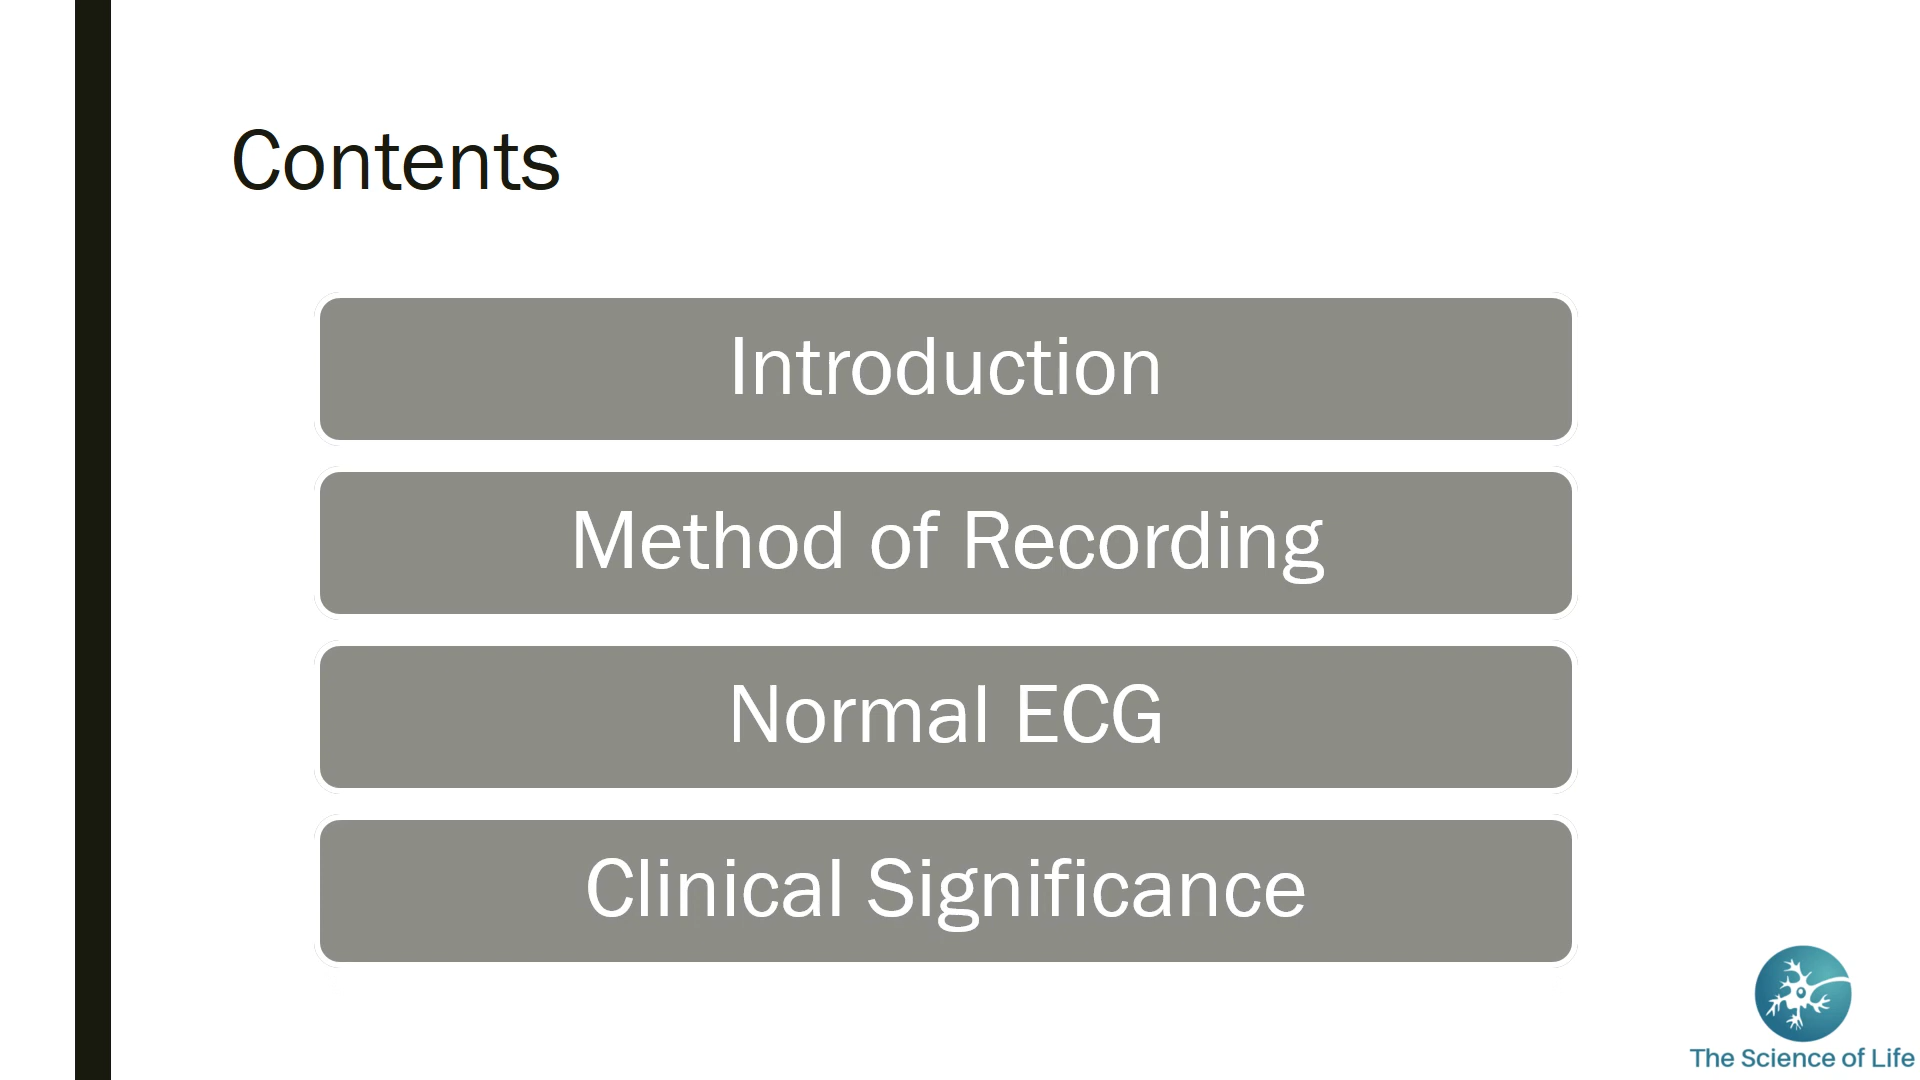 Contents
Introduction
Method of Recording
Normal ECG
Clinical Significance
The Science of Life